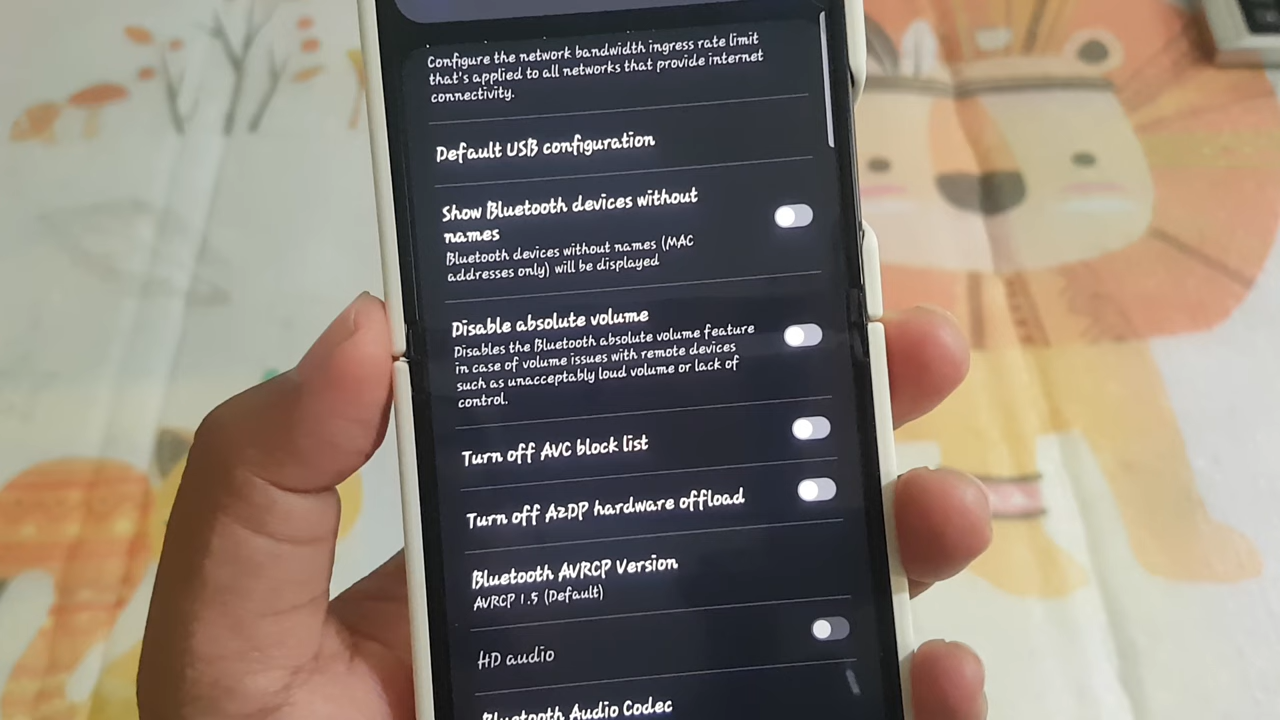 Configure the network bandwidth ingress rate limit
that's applied to all networks that provide internet
connectivity.
Default USB configuration
Show Bluetooth devices without
names
Bluetooth devices without names (MAC
addresses only) will be displayed
Disable absolute volume
Disables the Bluetooth absolute volume feature
in case of volume issues with remote devices
such as unacceptably loud volume or lack of
control.
Turn off AVC block list
Turn off A2DP hardware offload
Bluetooth AVRCP Version
AVRCP 1.5 (Default)
HD audio
Bluetooth Audio Codec